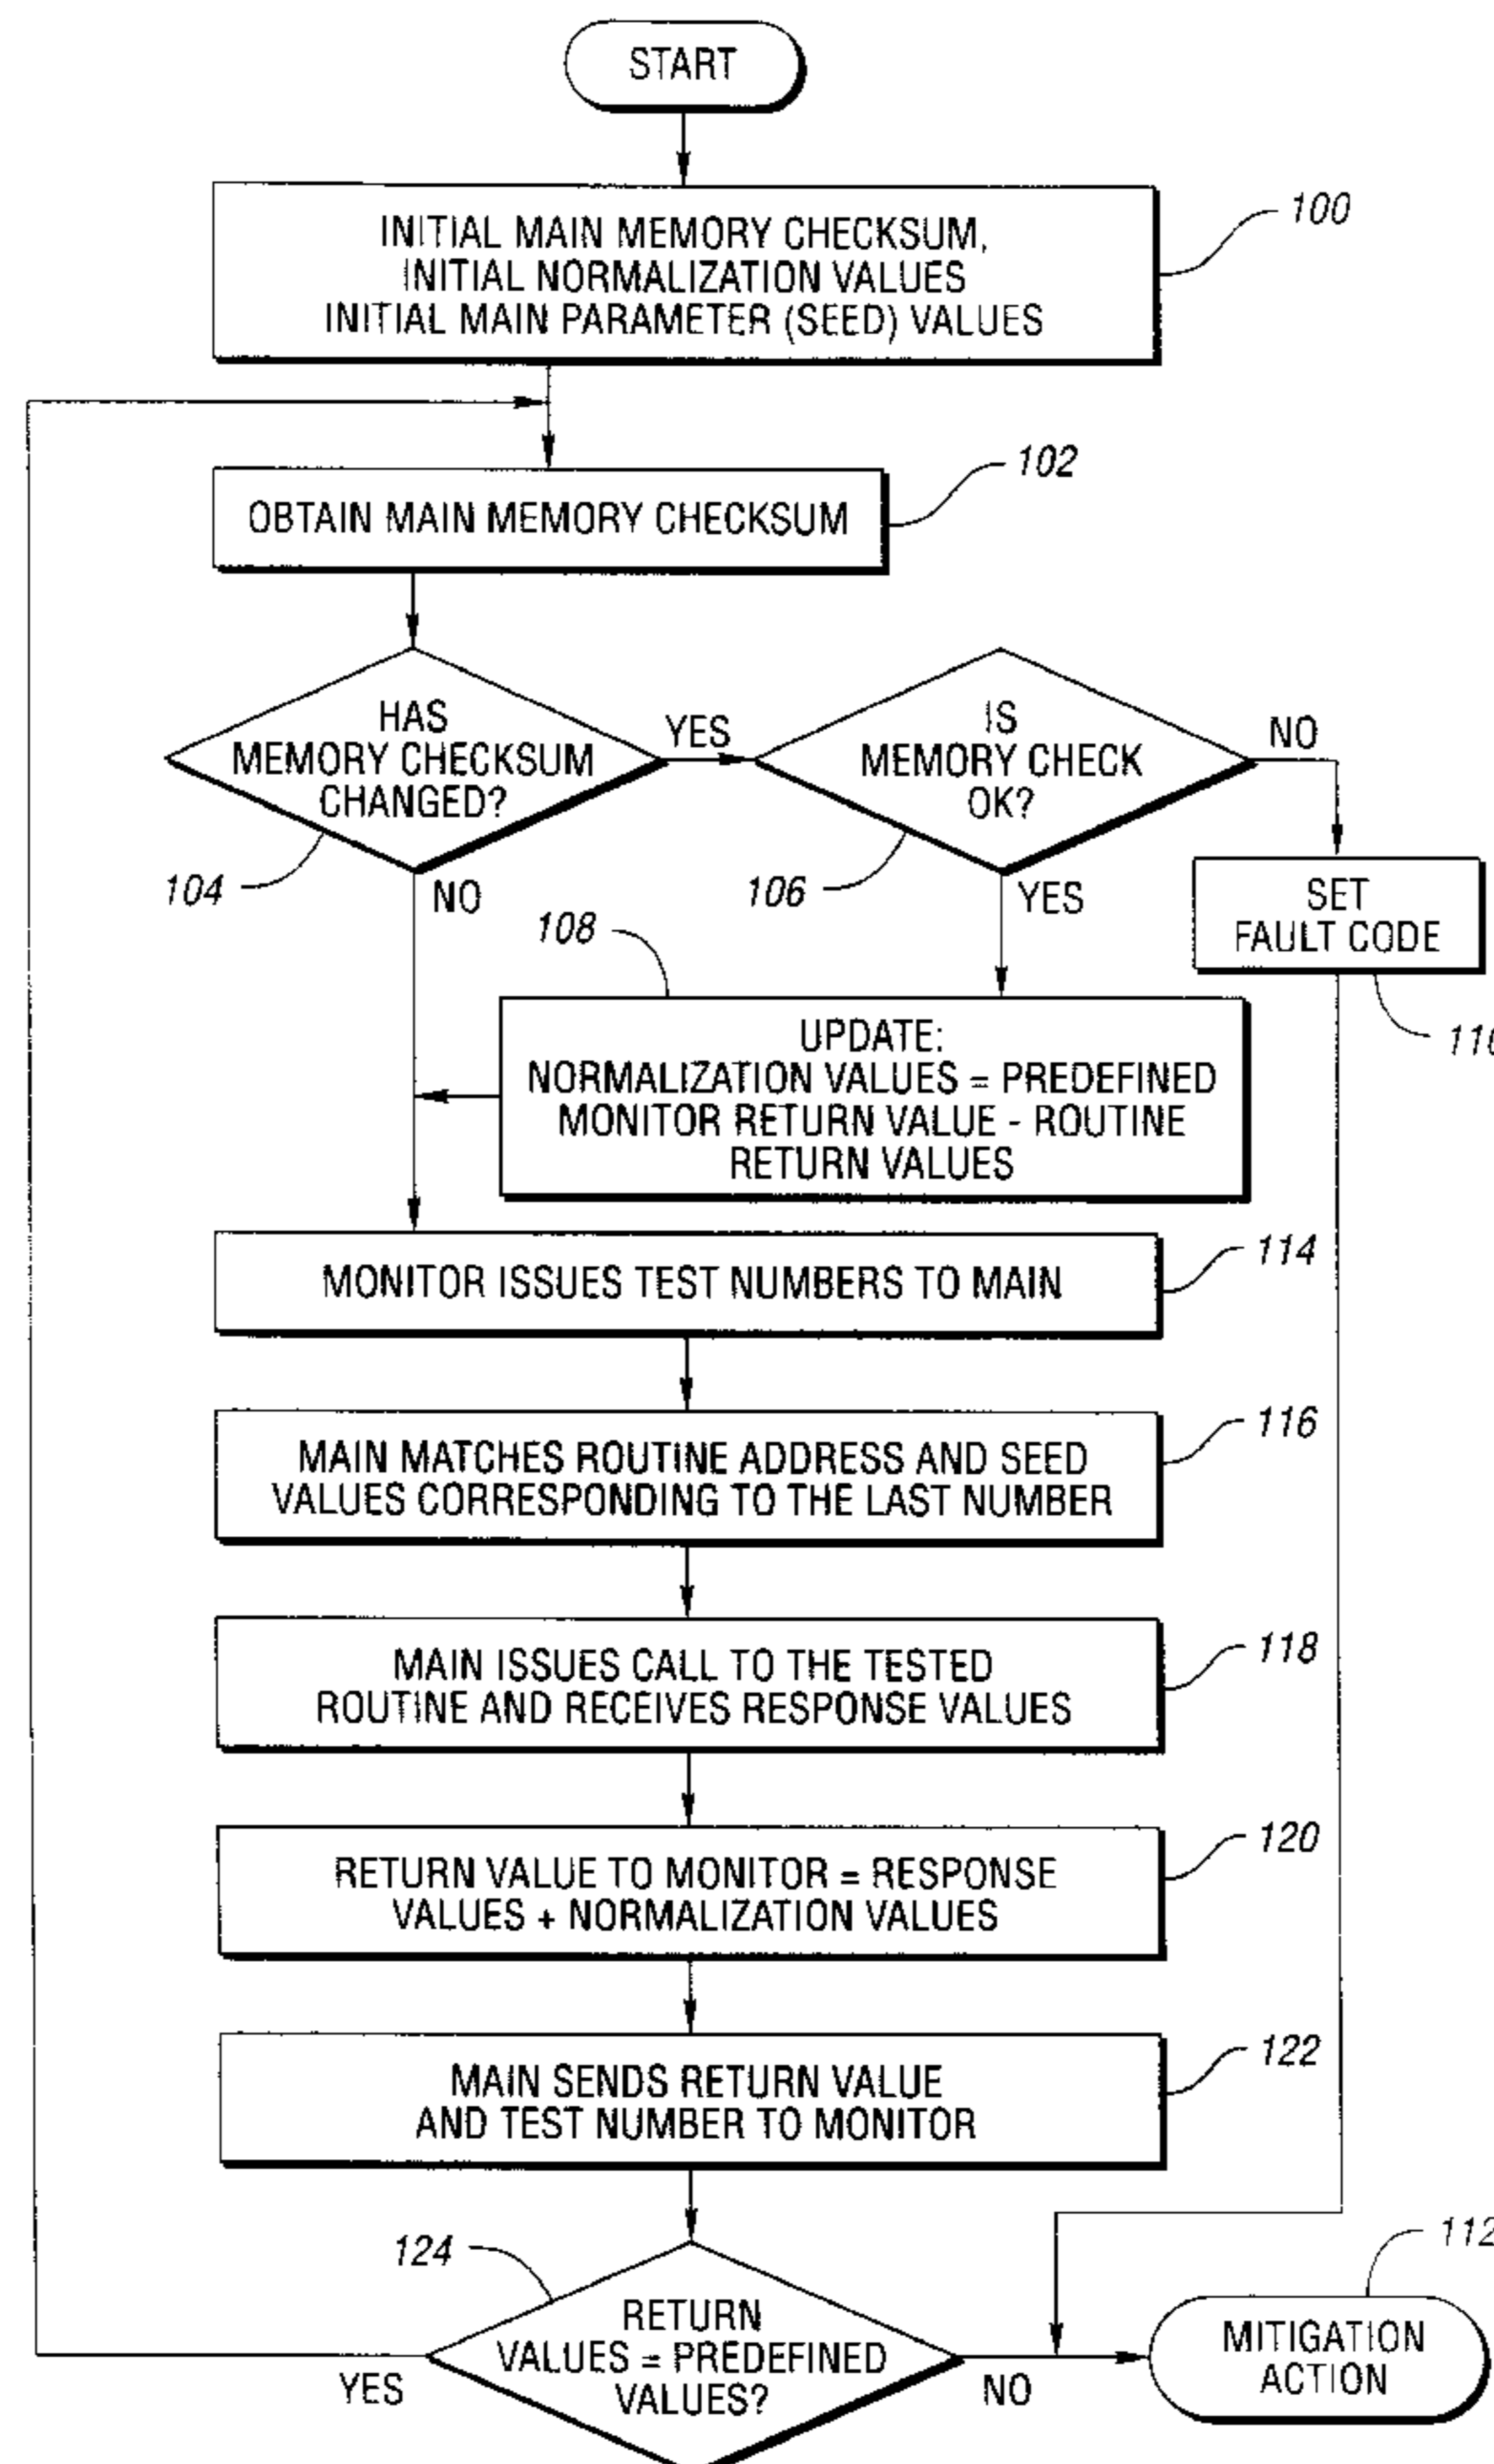 START
INITIAL MAIN MEMORY CHECKSUM,
INITIAL NORMALIZATION VALUES
INITIAL MAIN PARAMETER (SEED) VALUES
100
OBTAIN MAIN MEMORY CHECKSUM
102
HAS
MEMORY CHECKSUM
CHANGED?
104
YES
NO
IS
MEMORY CHECK
OK?
106
NO
YES
SET
FAULT CODE
108
UPDATE:
NORMALIZATION VALUES = PREDEFINED
MONITOR RETURN VALUE - ROUTINE
RETURN VALUES
MONITOR ISSUES TEST NUMBERS TO MAIN
114
MAIN MATCHES ROUTINE ADDRESS AND SEED
VALUES CORRESPONDING TO THE LAST NUMBER
116
MAIN ISSUES CALL TO THE TESTED
ROUTINE AND RECEIVES RESPONSE VALUES
118
RETURN VALUE TO MONITOR = RESPONSE
VALUES + NORMALIZATION VALUES
120
MAIN SENDS RETURN VALUE
AND TEST NUMBER TO MONITOR
122
124
RETURN
VALUES = PREDEFINED
VALUES?
YES
NO
112
MITIGATION
ACTION